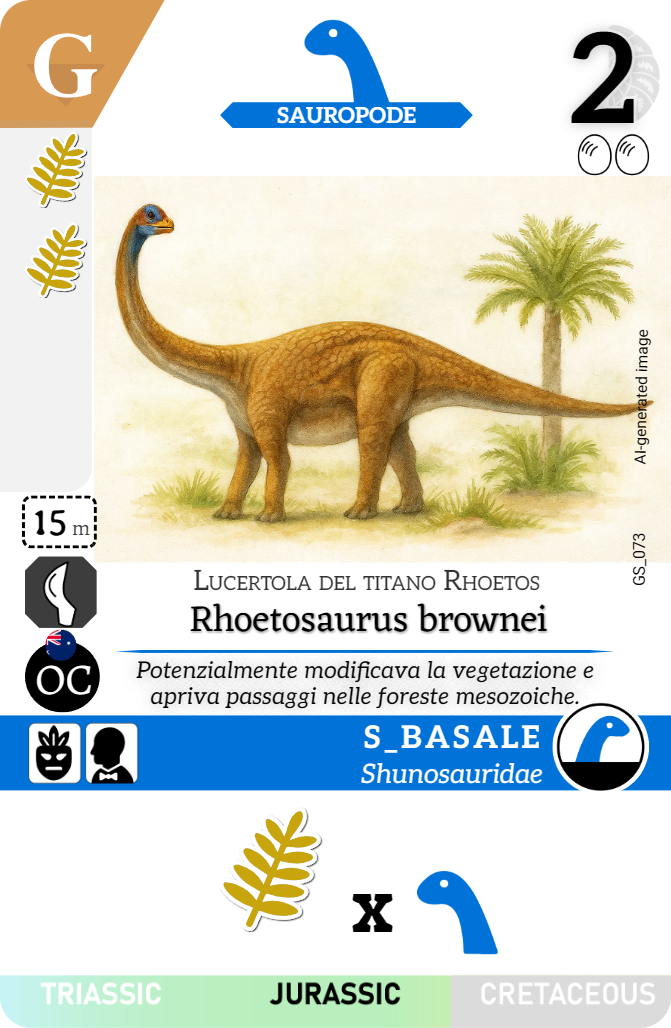 G
SAUROPODE
2
AI-generated image
15 m
GS_073
Lucertola del titano Rhoetos
Rhoetosaurus brownei
OC
Potenzialmente modificava la vegetazione e
apriva passaggi nelle foreste mesozoiche.
S_BASALE
Shunosauridae
x
TRIASSIC JURASSIC CRETACEOUS